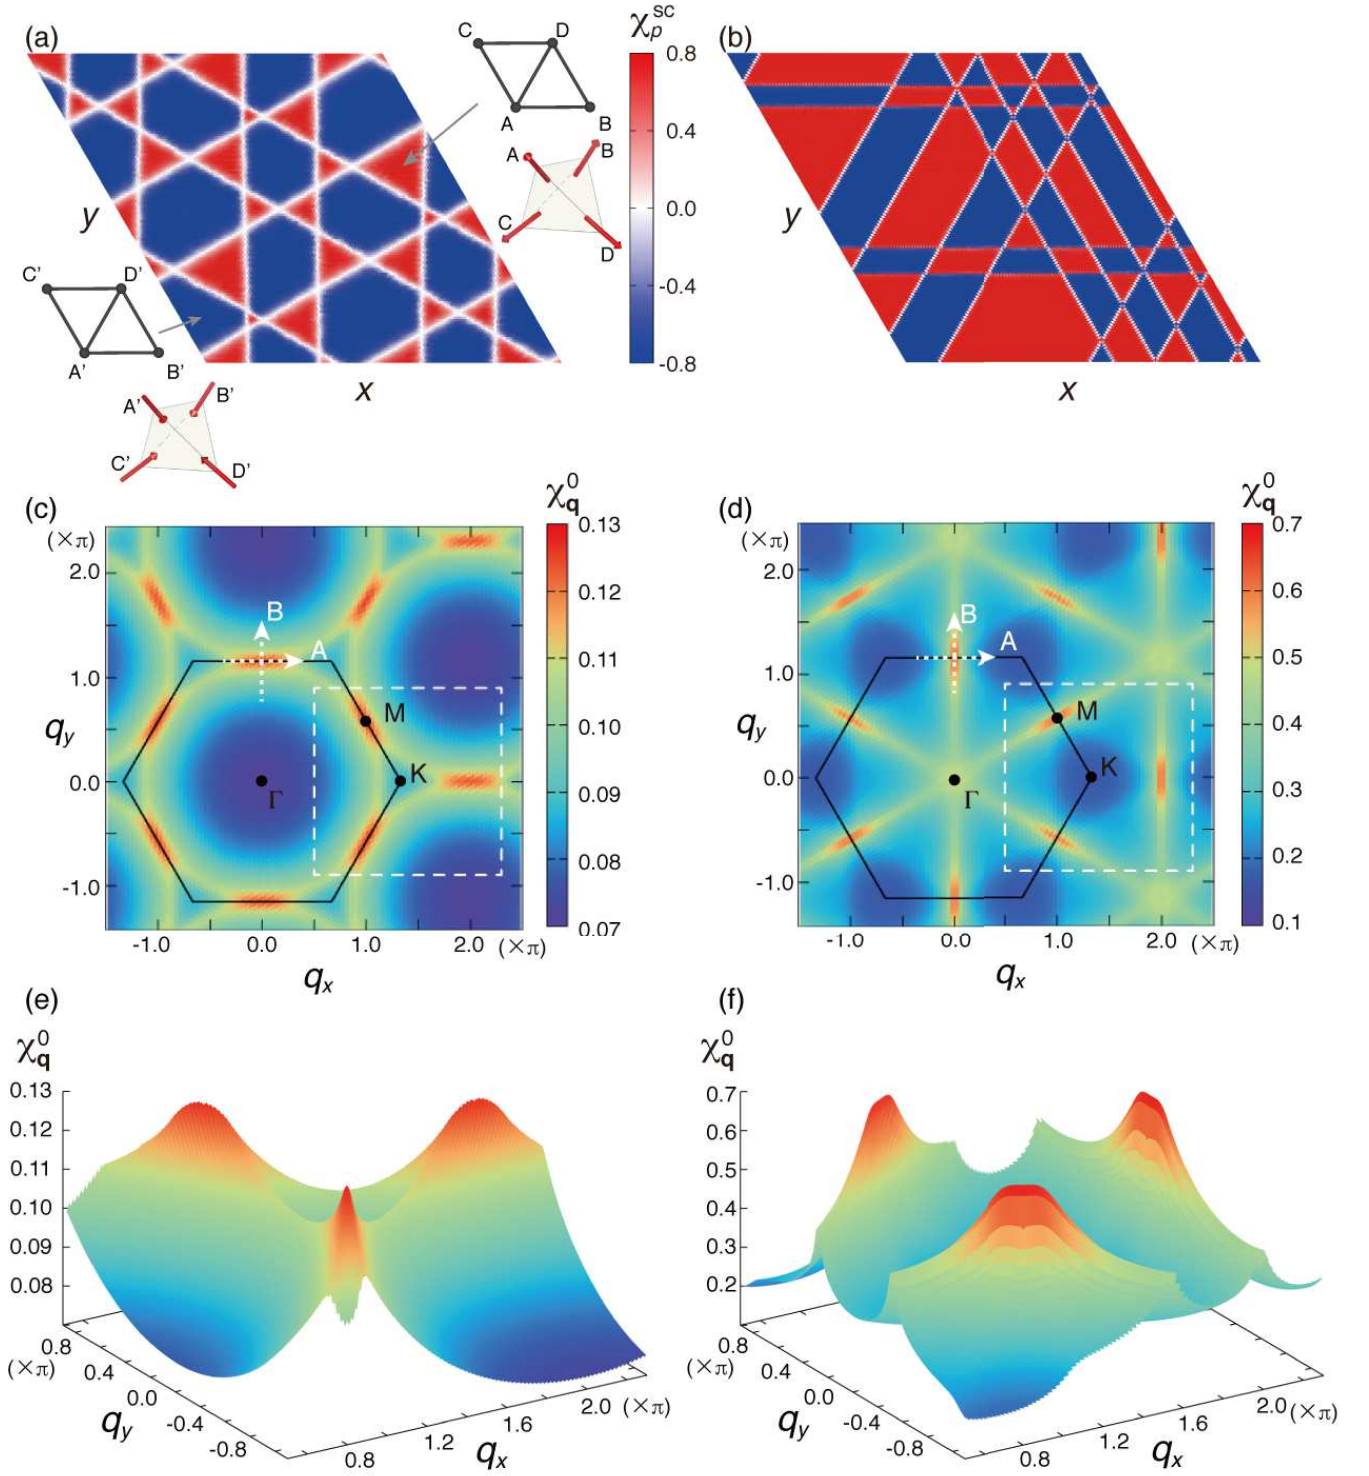 (a)
C D
A B
A B
C D
χ_p^sc
0.8
0.4
0.0
-0.4
-0.8
y
x
C' D'
A' B'
A' B'
C' D'
(b)
y
x
(c)
(×π)
2.0
1.0
0.0
-1.0
q_y
B
A
M
K
Γ
-1.0 0.0 1.0 2.0 (×π)
q_x
χ_q^0
0.13
0.12
0.11
0.10
0.09
0.08
0.07
(d)
(×π)
2.0
1.0
0.0
-1.0
q_y
B
A
M
K
Γ
-1.0 0.0 1.0 2.0 (×π)
q_x
χ_q^0
0.7
0.6
0.5
0.4
0.3
0.2
0.1
(e)
χ_q^0
0.13
0.12
0.11
0.10
0.09
0.08
0.8
(×π)
0.4
0.0
-0.4
-0.8
q_y
0.8 1.2 1.6 2.0 (×π)
q_x
(f)
χ_q^0
0.7
0.6
0.5
0.4
0.3
0.2
0.8
(×π)
0.4
0.0
-0.4
-0.8
q_y
0.8 1.2 1.6 2.0 (×π)
q_x